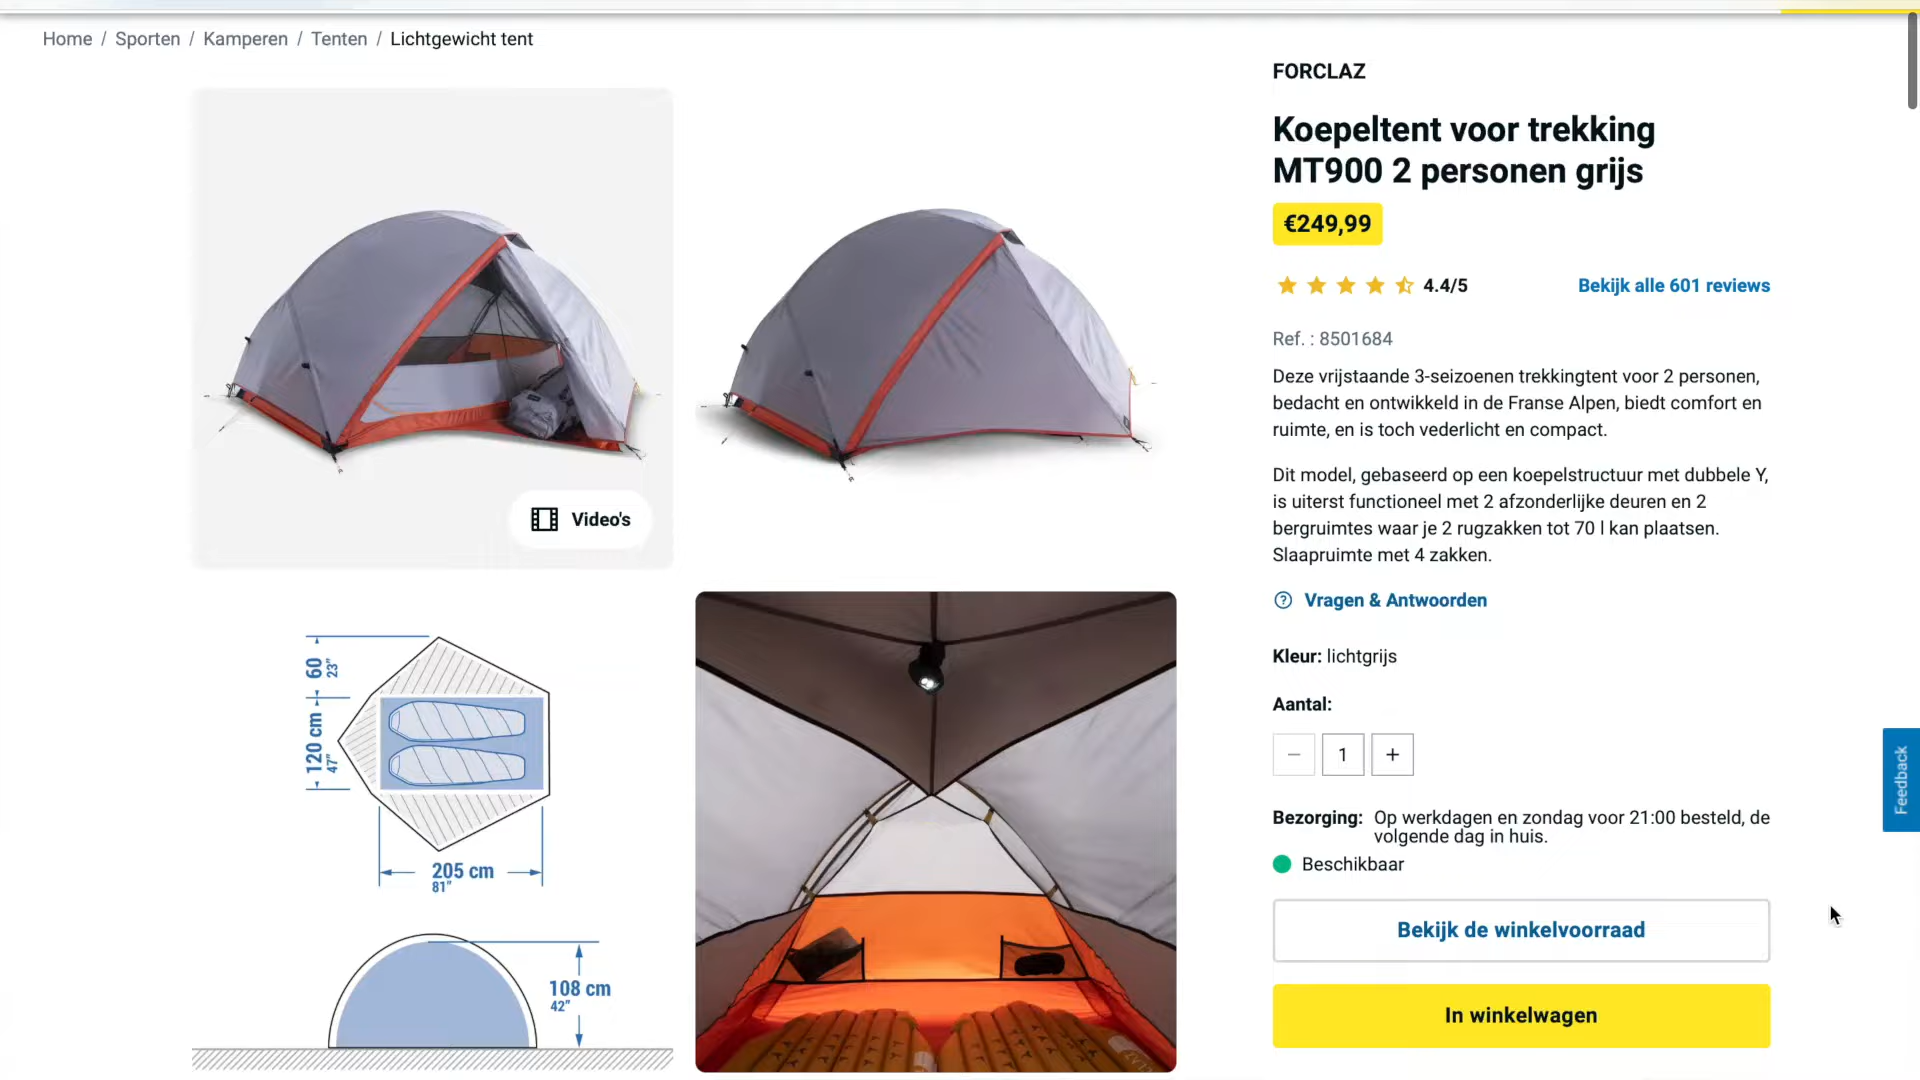 Home / Sporten / Kamperen / Tenten / Lichtgewicht tent
FORCLAZ
Koepeltent voor trekking
MT900 2 personen grijs
€249,99
4.4/5
Bekijk alle 601 reviews
Ref. : 8501684
Deze vrijstaande 3-seizoenen trekkingtent voor 2 personen,
bedacht en ontwikkeld in de Franse Alpen, biedt comfort en
ruimte, en is toch vederlicht en compact.
Dit model, gebaseerd op een koepelstructuur met dubbele Y,
is uiterst functioneel met 2 afzonderlijke deuren en 2
bergruimtes waar je 2 rugzakken tot 70 l kan plaatsen.
Slaapruimte met 4 zakken.
Vragen & Antwoorden
Kleur: lichtgrijs
Aantal:
− 1 +
Bezorging: Op werkdagen en zondag voor 21:00 besteld, de
volgende dag in huis.
Beschikbaar
Bekijk de winkelvoorraad
In winkelwagen
Video's
60
23"
120 cm
47"
205 cm
81"
108 cm
42"
Feedback